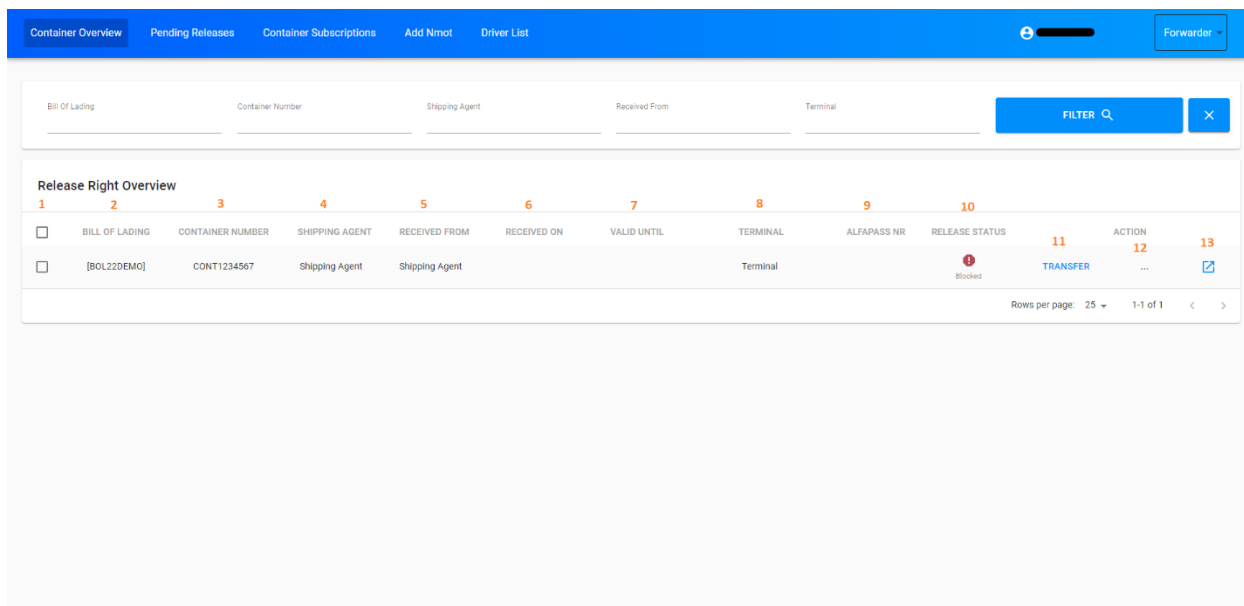 Container Overview Pending Releases Container Subscriptions Add Nmot Driver List Forwarder
Bill Of Lading Container Number Shipping Agent Received From Terminal FILTER
Release Right Overview
1 2 3 4 5 6 7 8 9 10
BILL OF LADING CONTAINER NUMBER SHIPPING AGENT RECEIVED FROM RECEIVED ON VALID UNTIL TERMINAL ALFAPASS NR RELEASE STATUS ACTION
11 12 13
[BOL22DEMO] CONT1234567 Shipping Agent Shipping Agent Terminal Blocked TRANSFER ...
Rows per page: 25 1-1 of 1